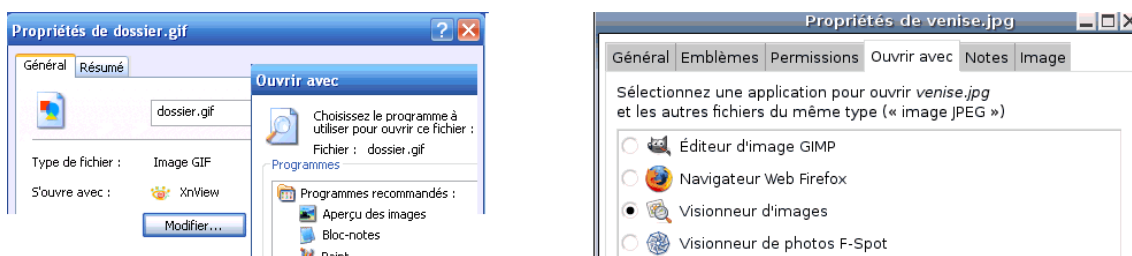 Propriétés de dossier.gif
Général Résumé
dossier.gif
Type de fichier : Image GIF
S'ouvre avec : XnView
Modifier...
Ouvrir avec
Choisissez le programme à
utiliser pour ouvrir ce fichier :
Fichier : dossier.gif
Programmes
Programmes recommandés :
Aperçu des images
Bloc-notes
Paint
Propriétés de venise.jpg
Général Emblèmes Permissions Ouvrir avec Notes Image
Sélectionnez une application pour ouvrir venise.jpg
et les autres fichiers du même type (« image JPEG »)
Éditeur d'image GIMP
Navigateur Web Firefox
Visionneur d'images
Visionneur de photos F-Spot